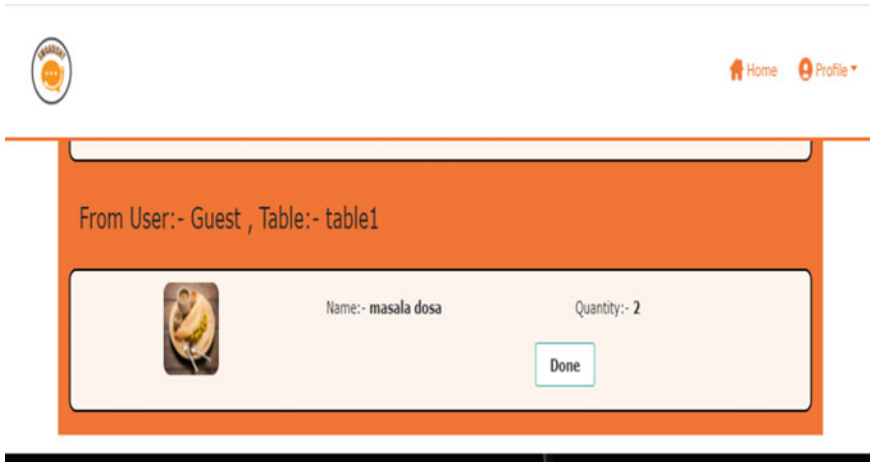 Home Profile
From User:- Guest , Table:- table1
Name:- masala dosa Quantity:- 2
Done